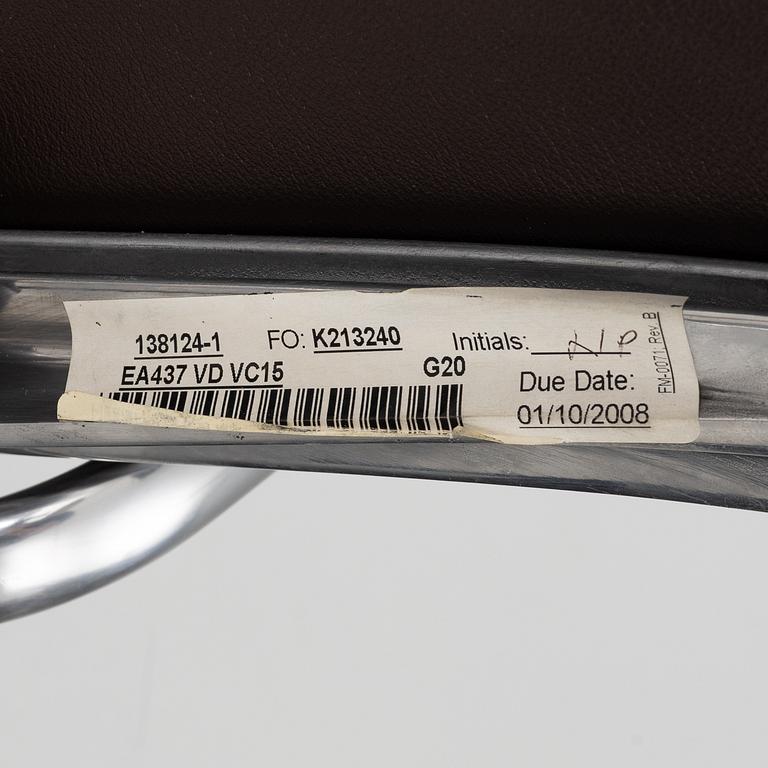 138124-1 FO: K213240 Initials:
EA437 VD VC15 G20 Due Date:
01/10/2008
FM-0071: Rev. B